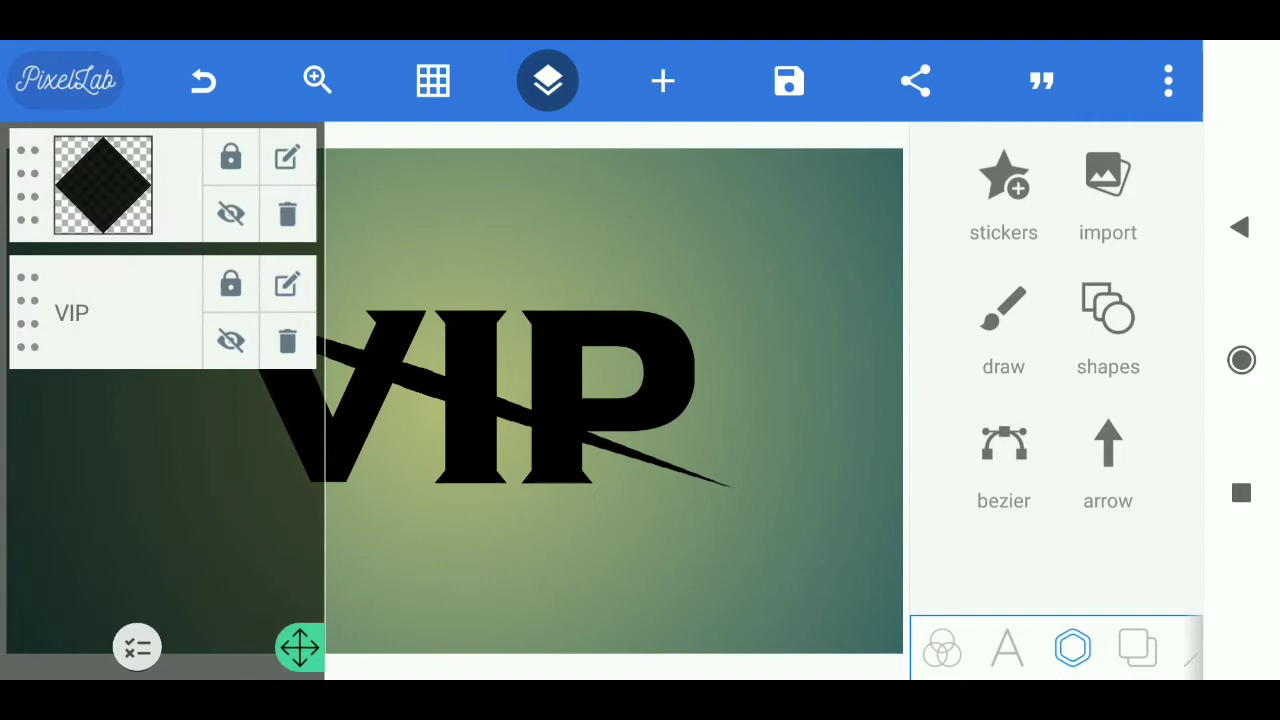 PixelLab
VIP
VIP
stickers
import
draw
shapes
bezier
arrow